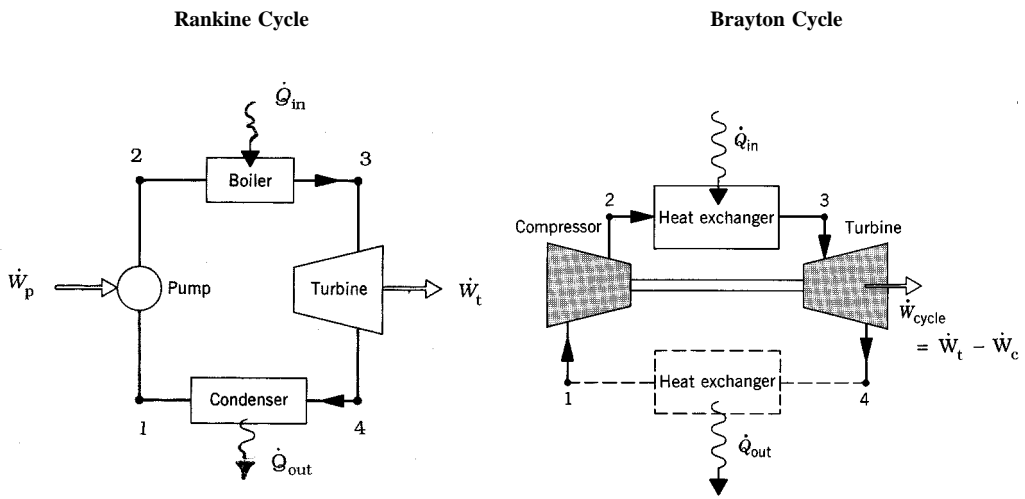 Rankine Cycle
Q̇in
2
3
Boiler
Ẇp
Pump
Turbine
Ẇt
Condenser
1
4
Q̇out
Brayton Cycle
Q̇in
2
3
Compressor
Heat exchanger
Turbine
Ẇcycle
= Ẇt − Ẇc
Heat exchanger
1
4
Q̇out